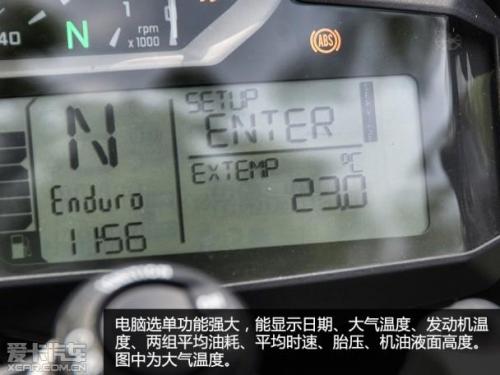 40
N
rpm
x1000
0
ABS
SETUP
ENTER
N
EXTEMP
°C
23.0
Enduro
1156
IGNITION
电脑选单功能强大，能显示日期、大气温度、发动机温
度、两组平均油耗、平均时速、胎压、机油液面高度。
图中为大气温度。
爱卡汽车
XCAR.COM.CN